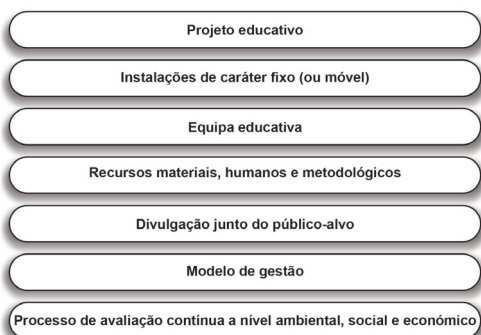 Projeto educativo
Instalações de caráter fixo (ou móvel)
Equipa educativa
Recursos materiais, humanos e metodológicos
Divulgação junto do público-alvo
Modelo de gestão
Processo de avaliação contínua a nível ambiental, social e económico